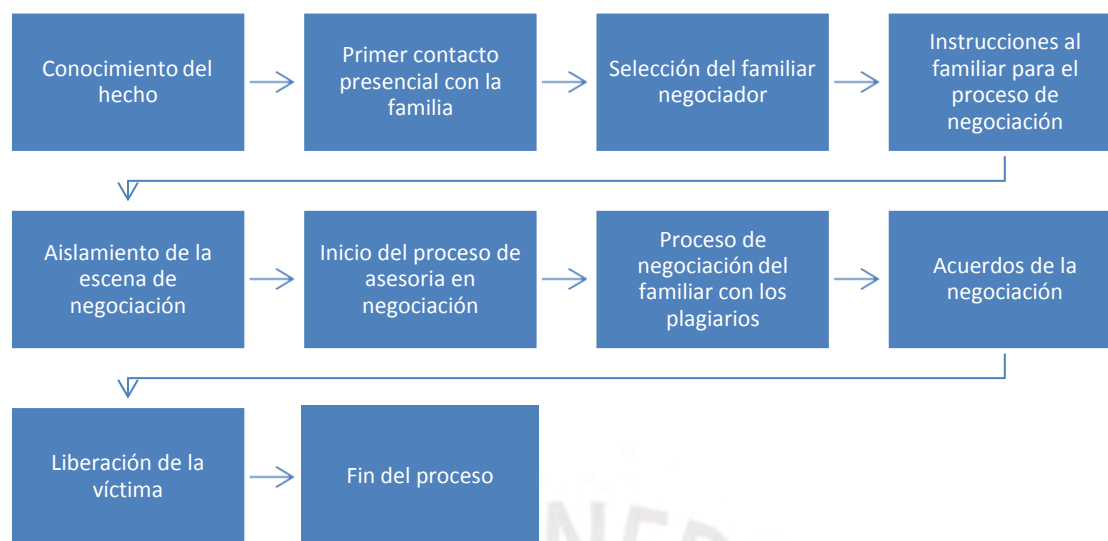 Conocimiento del
hecho
Primer contacto
presencial con la
familia
Selección del familiar
negociador
Instrucciones al
familiar para el
proceso de
negociación
Aislamiento de la
escena de
negociación
Inicio del proceso de
asesoria en
negociación
Proceso de
negociación del
familiar con los
plagiarios
Acuerdos de la
negociación
Liberación de la
víctima
Fin del proceso